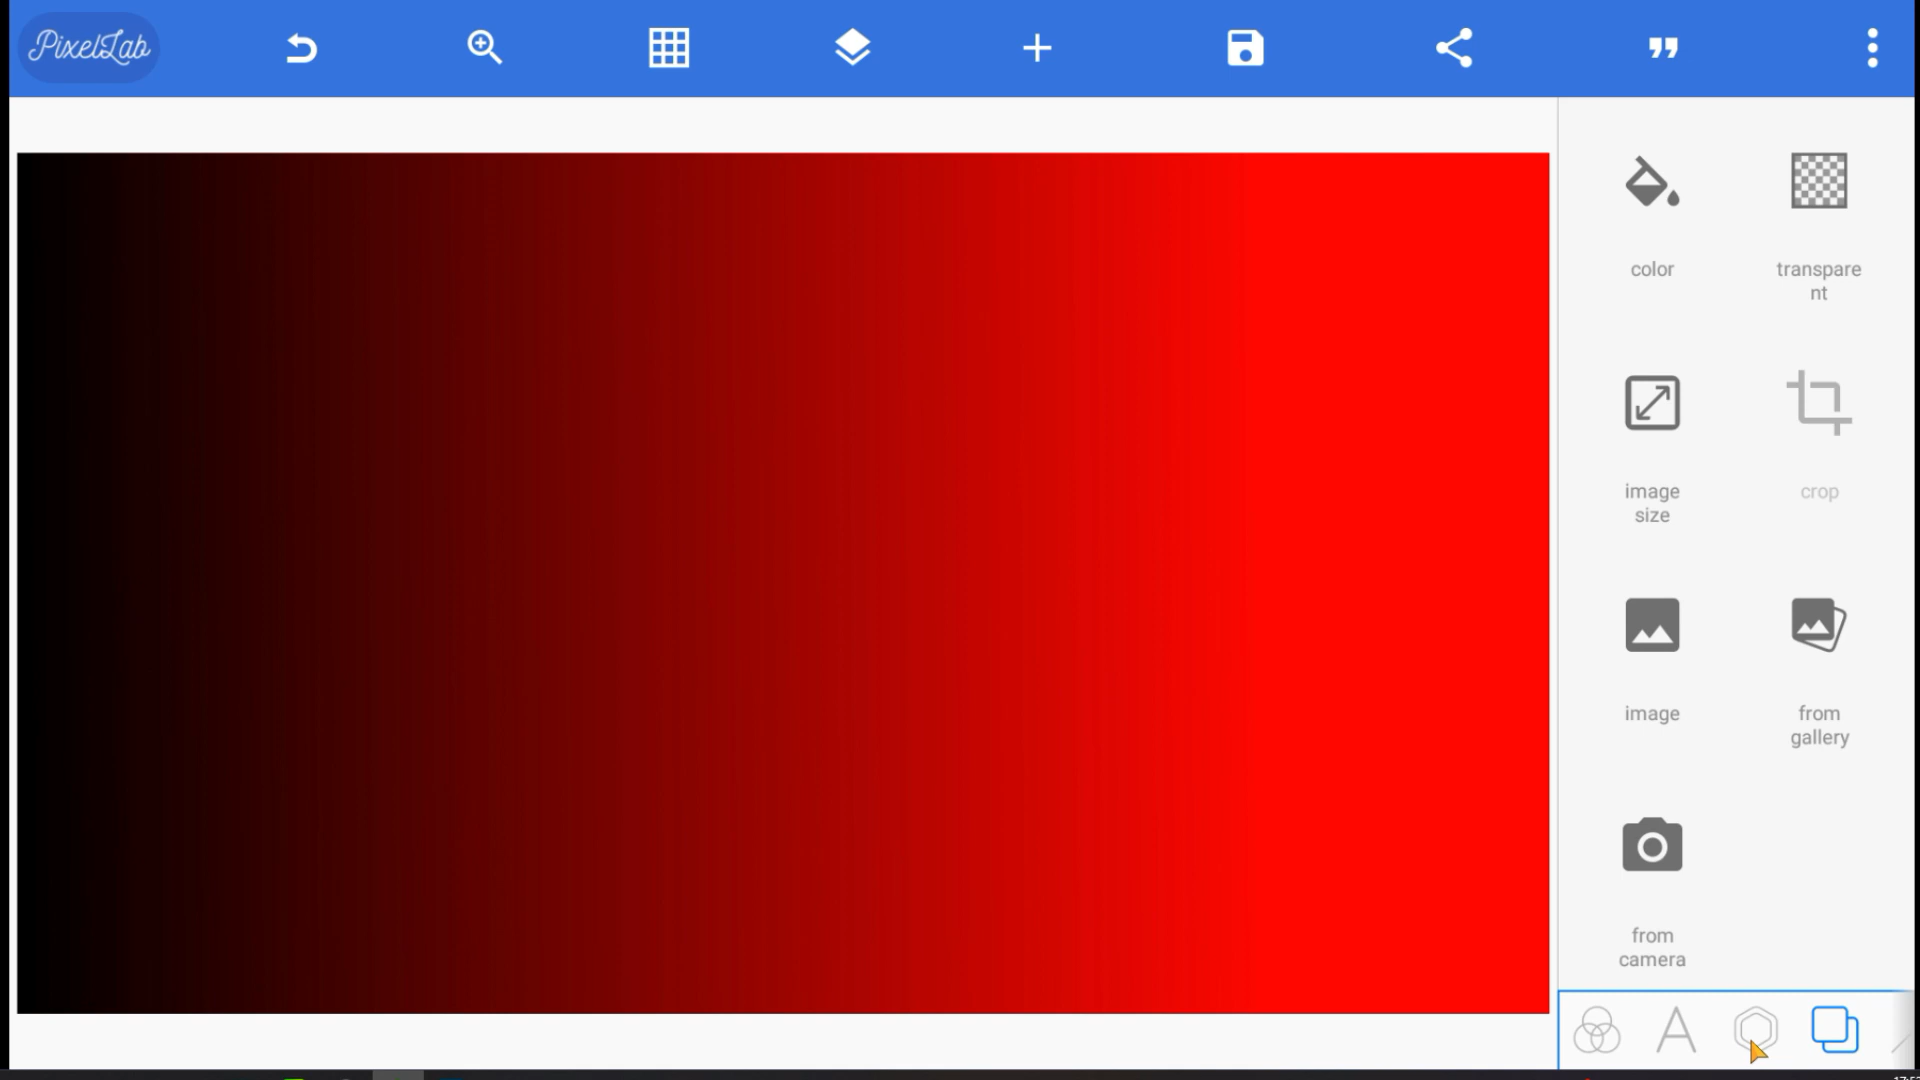 PixelLab
color
transpare
nt
image
size
crop
image
from
gallery
from
camera